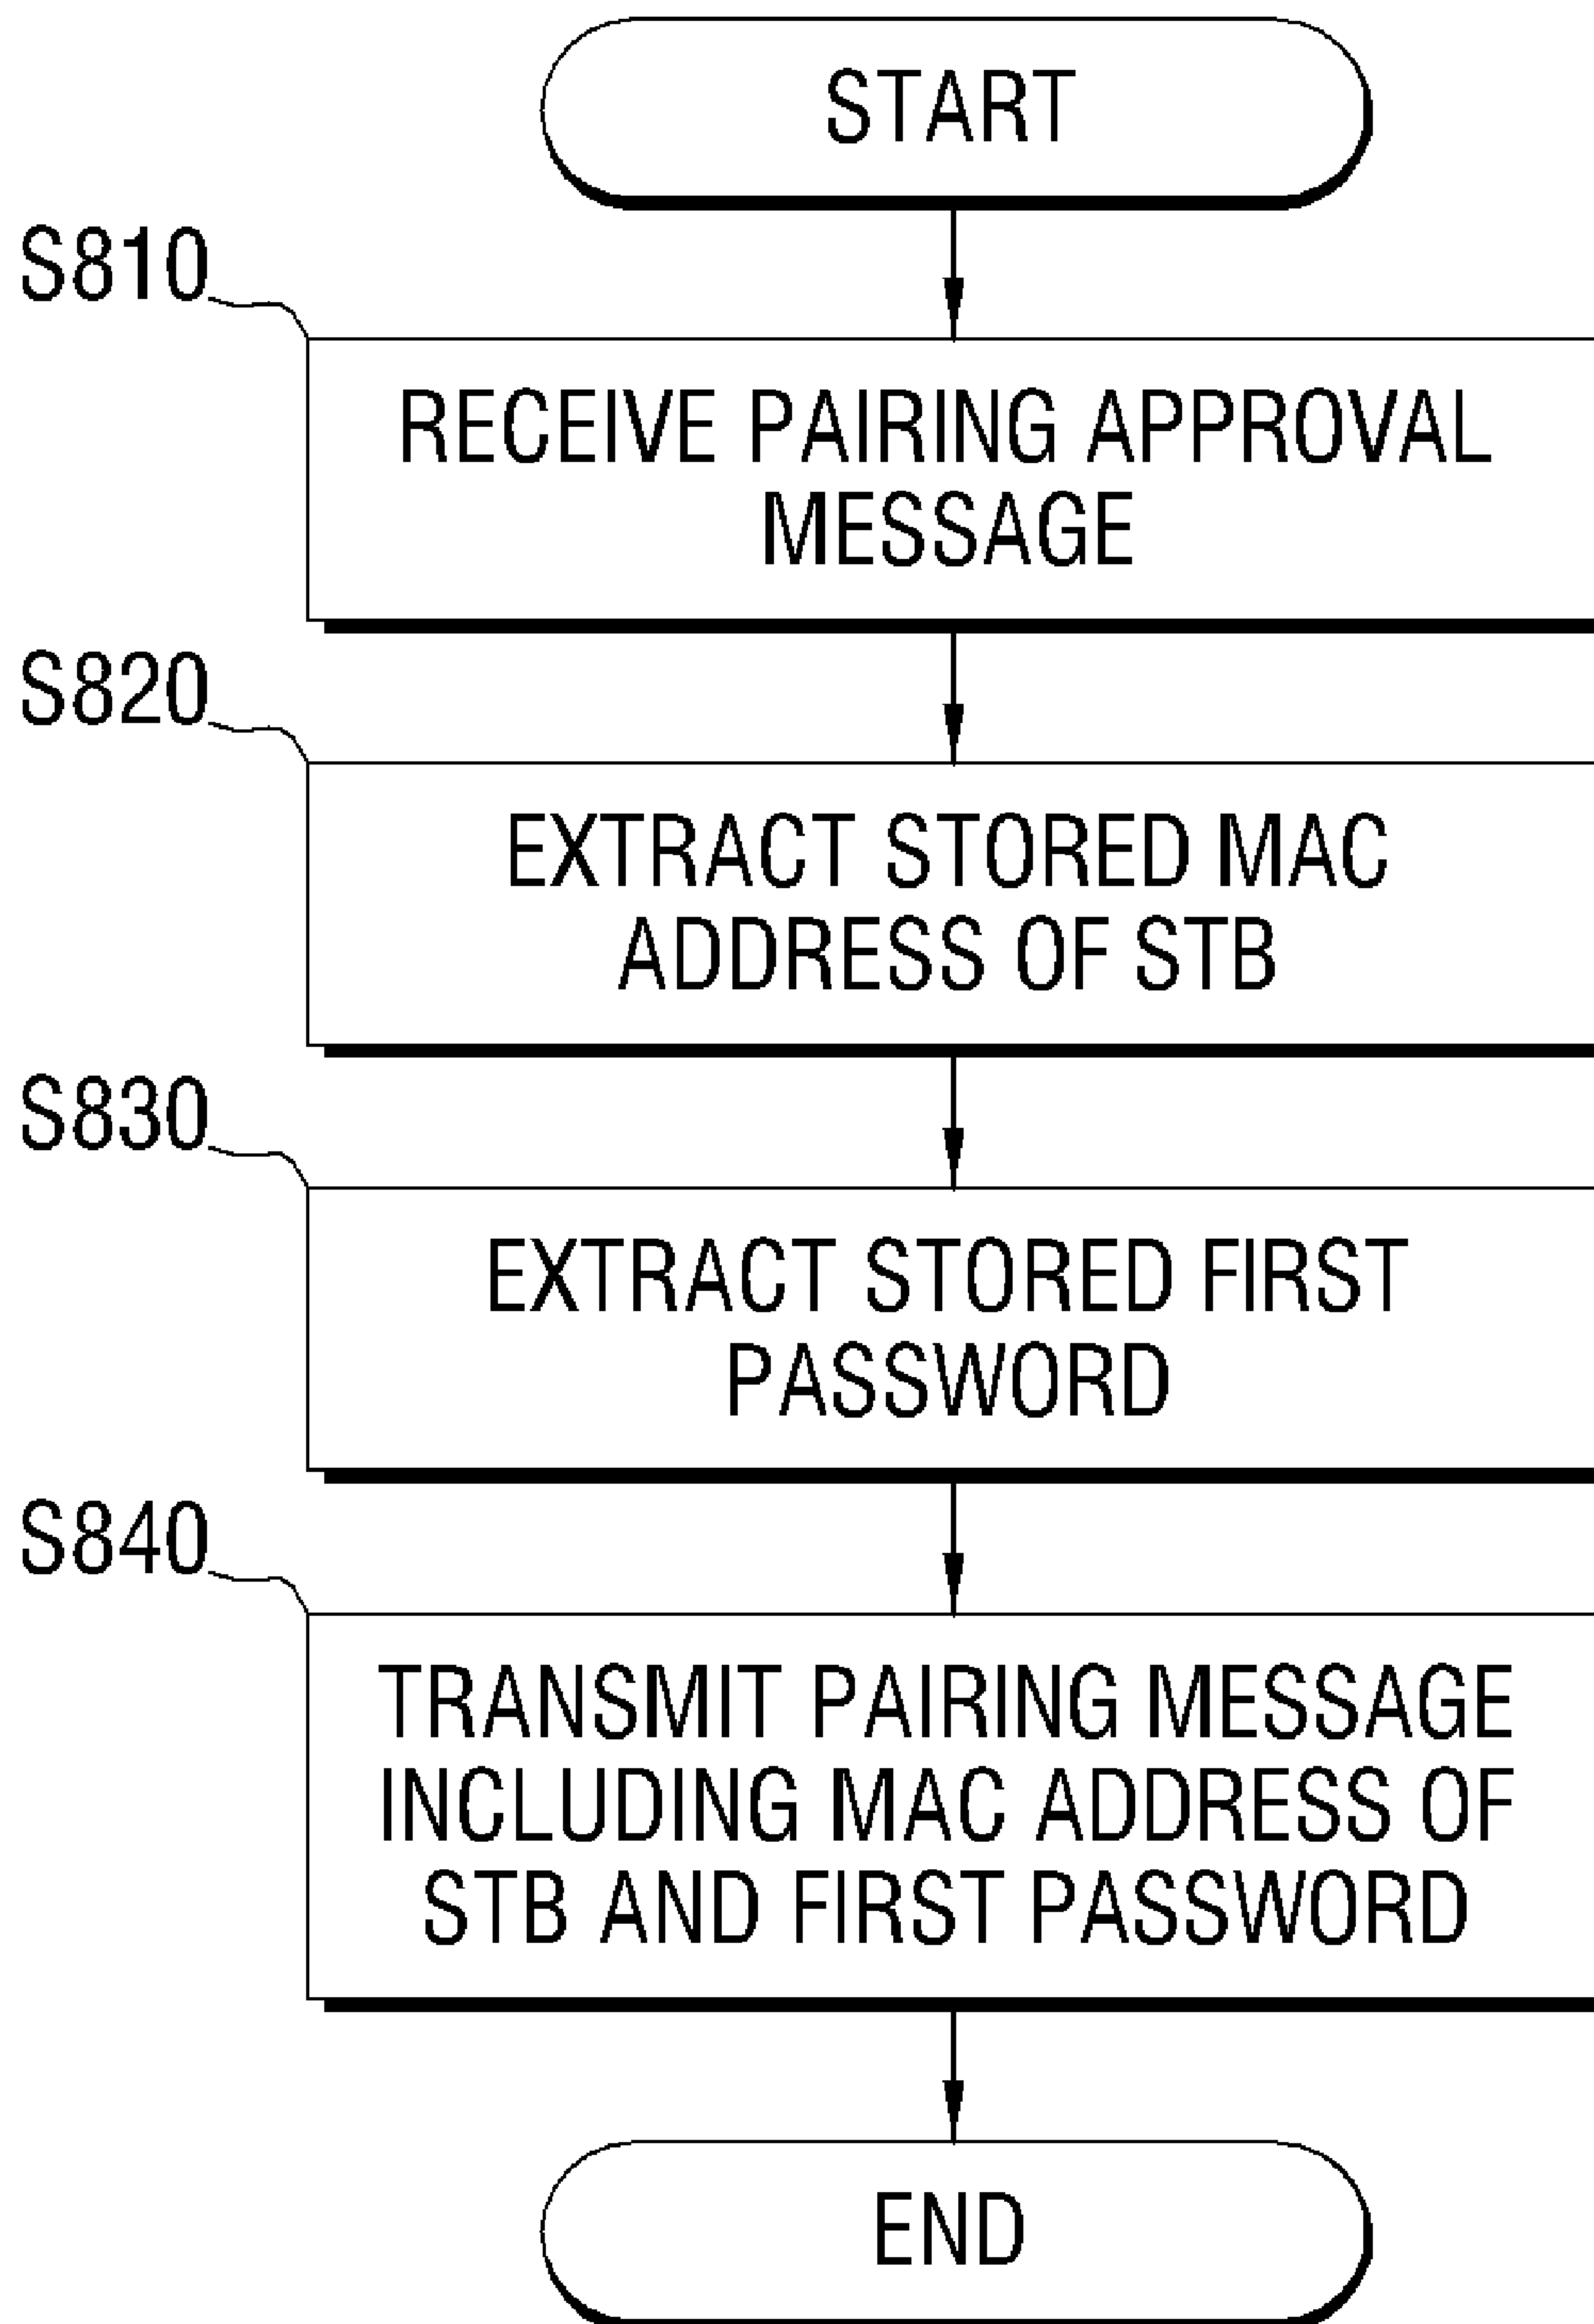 START
S810
RECEIVE PAIRING APPROVAL
MESSAGE
S820
EXTRACT STORED MAC
ADDRESS OF STB
S830
EXTRACT STORED FIRST
PASSWORD
S840
TRANSMIT PAIRING MESSAGE
INCLUDING MAC ADDRESS OF
STB AND FIRST PASSWORD
END